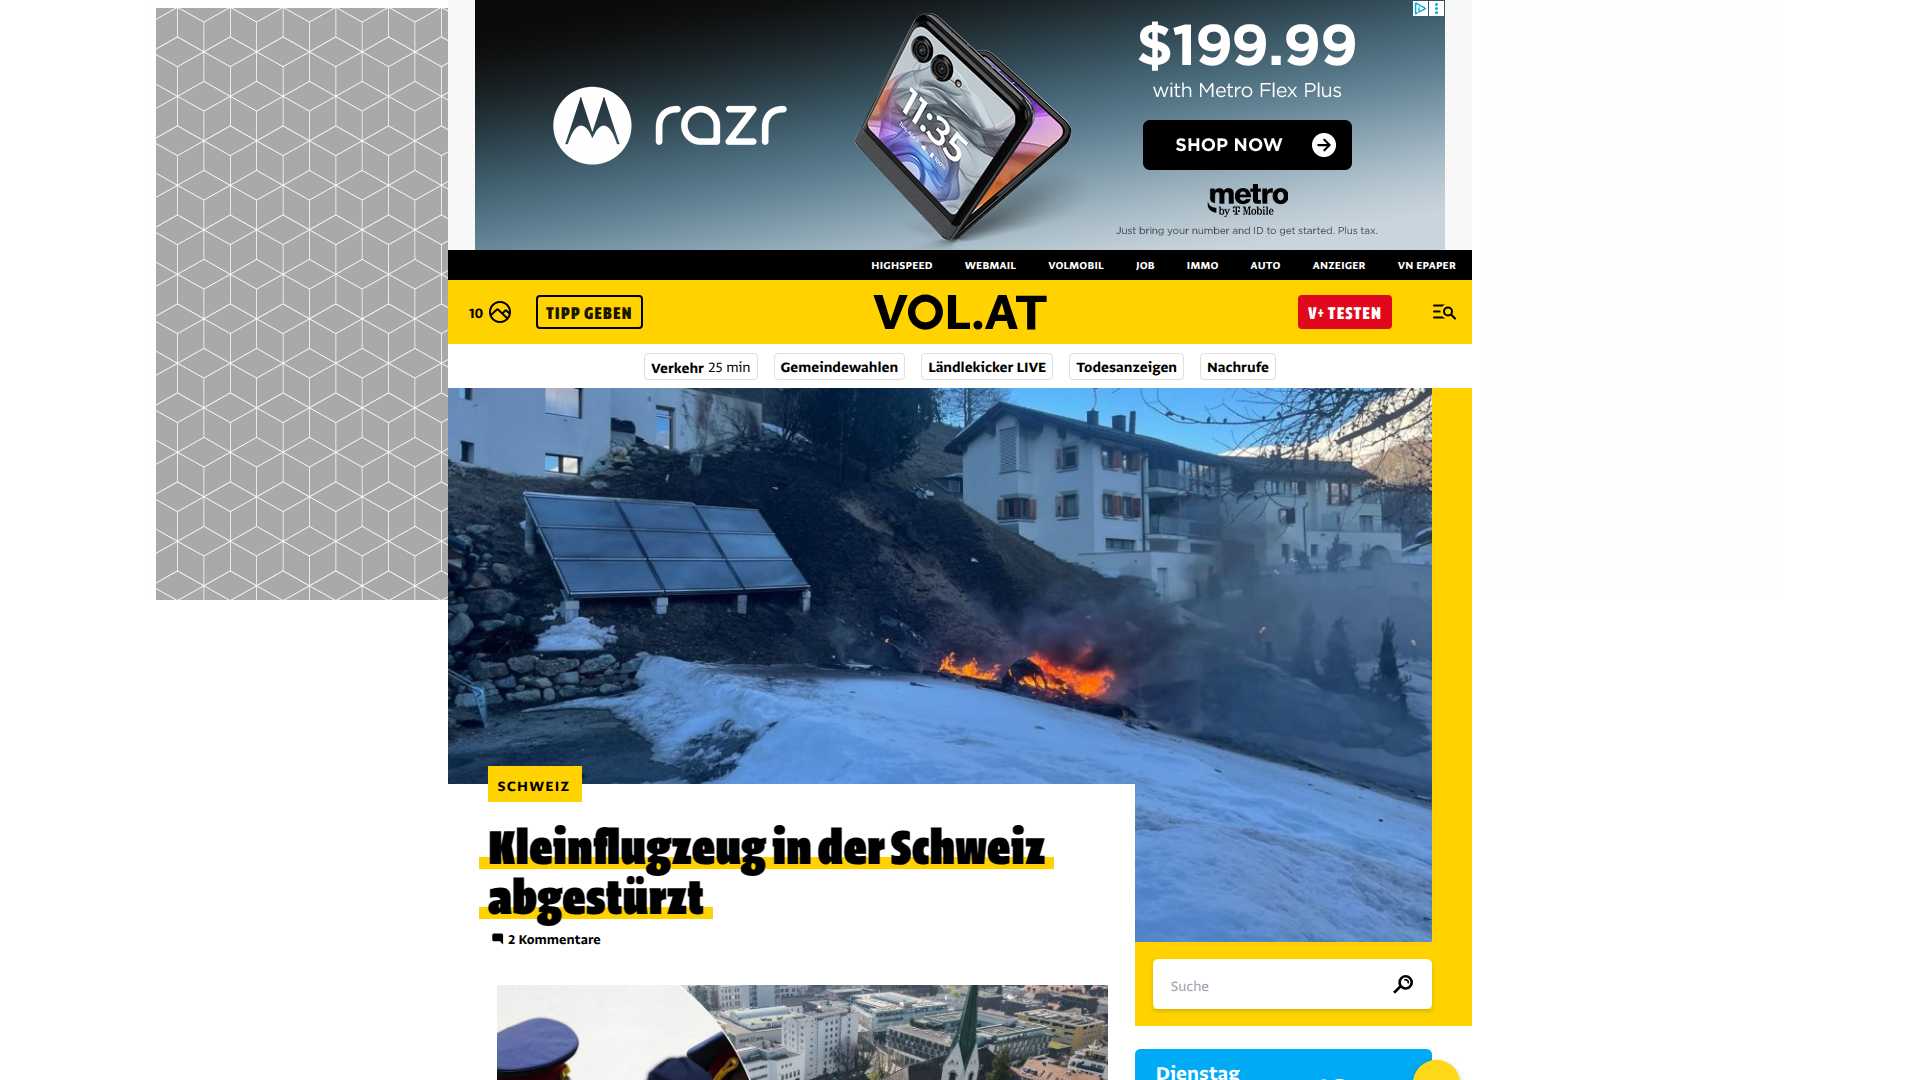 $199.99
with Metro Flex Plus
razr
11:35
SHOP NOW
metro
by T Mobile
Just bring your number and ID to get started. Plus tax.
HIGHSPEED WEBMAIL VOLMOBIL JOB IMMO AUTO ANZEIGER VN EPAPER
10 TIPP GEBEN VOL.AT V+ TESTEN
Verkehr 25 min Gemeindewahlen Ländlekicker LIVE Todesanzeigen Nachrufe
SCHWEIZ
Kleinflugzeug in der Schweiz
abgestürzt
2 Kommentare
Suche
Dienstag